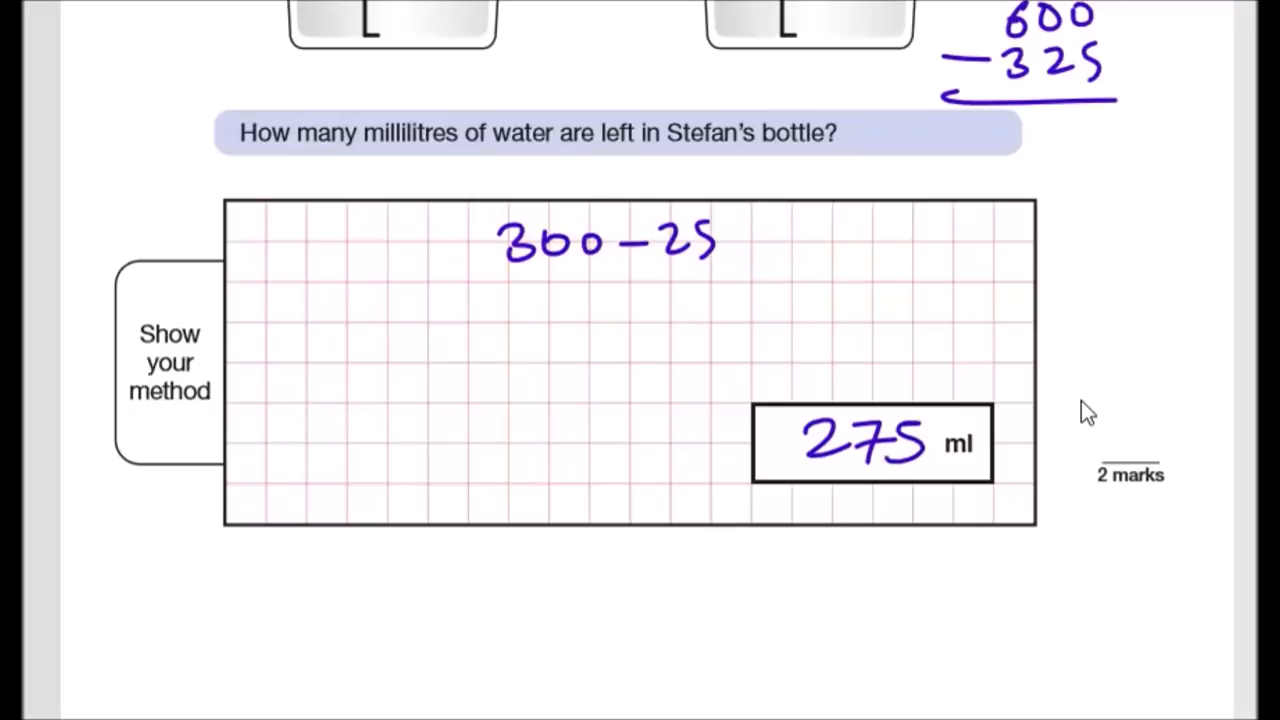 600
- 325
How many millilitres of water are left in Stefan's bottle?
300 - 25
Show
your
method
275 ml
2 marks